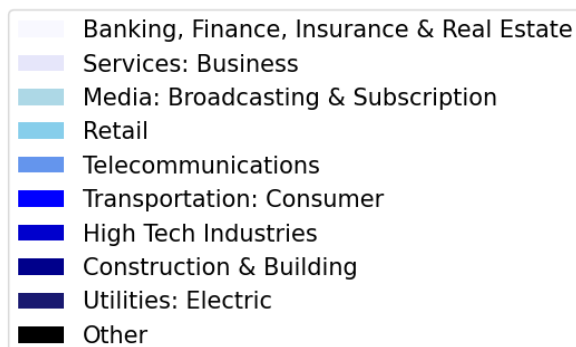 Banking, Finance, Insurance & Real Estate
Services: Business
Media: Broadcasting & Subscription
Retail
Telecommunications
Transportation: Consumer
High Tech Industries
Construction & Building
Utilities: Electric
Other